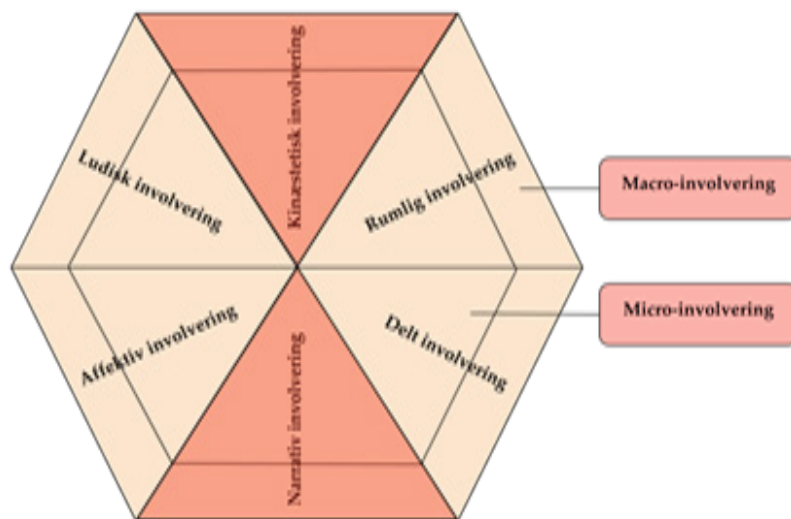 Kinæstetisk involvering
Ludisk involvering
Rumlig involvering
Macro-involvering
Affektiv involvering
Delt involvering
Micro-involvering
Narrativ involvering